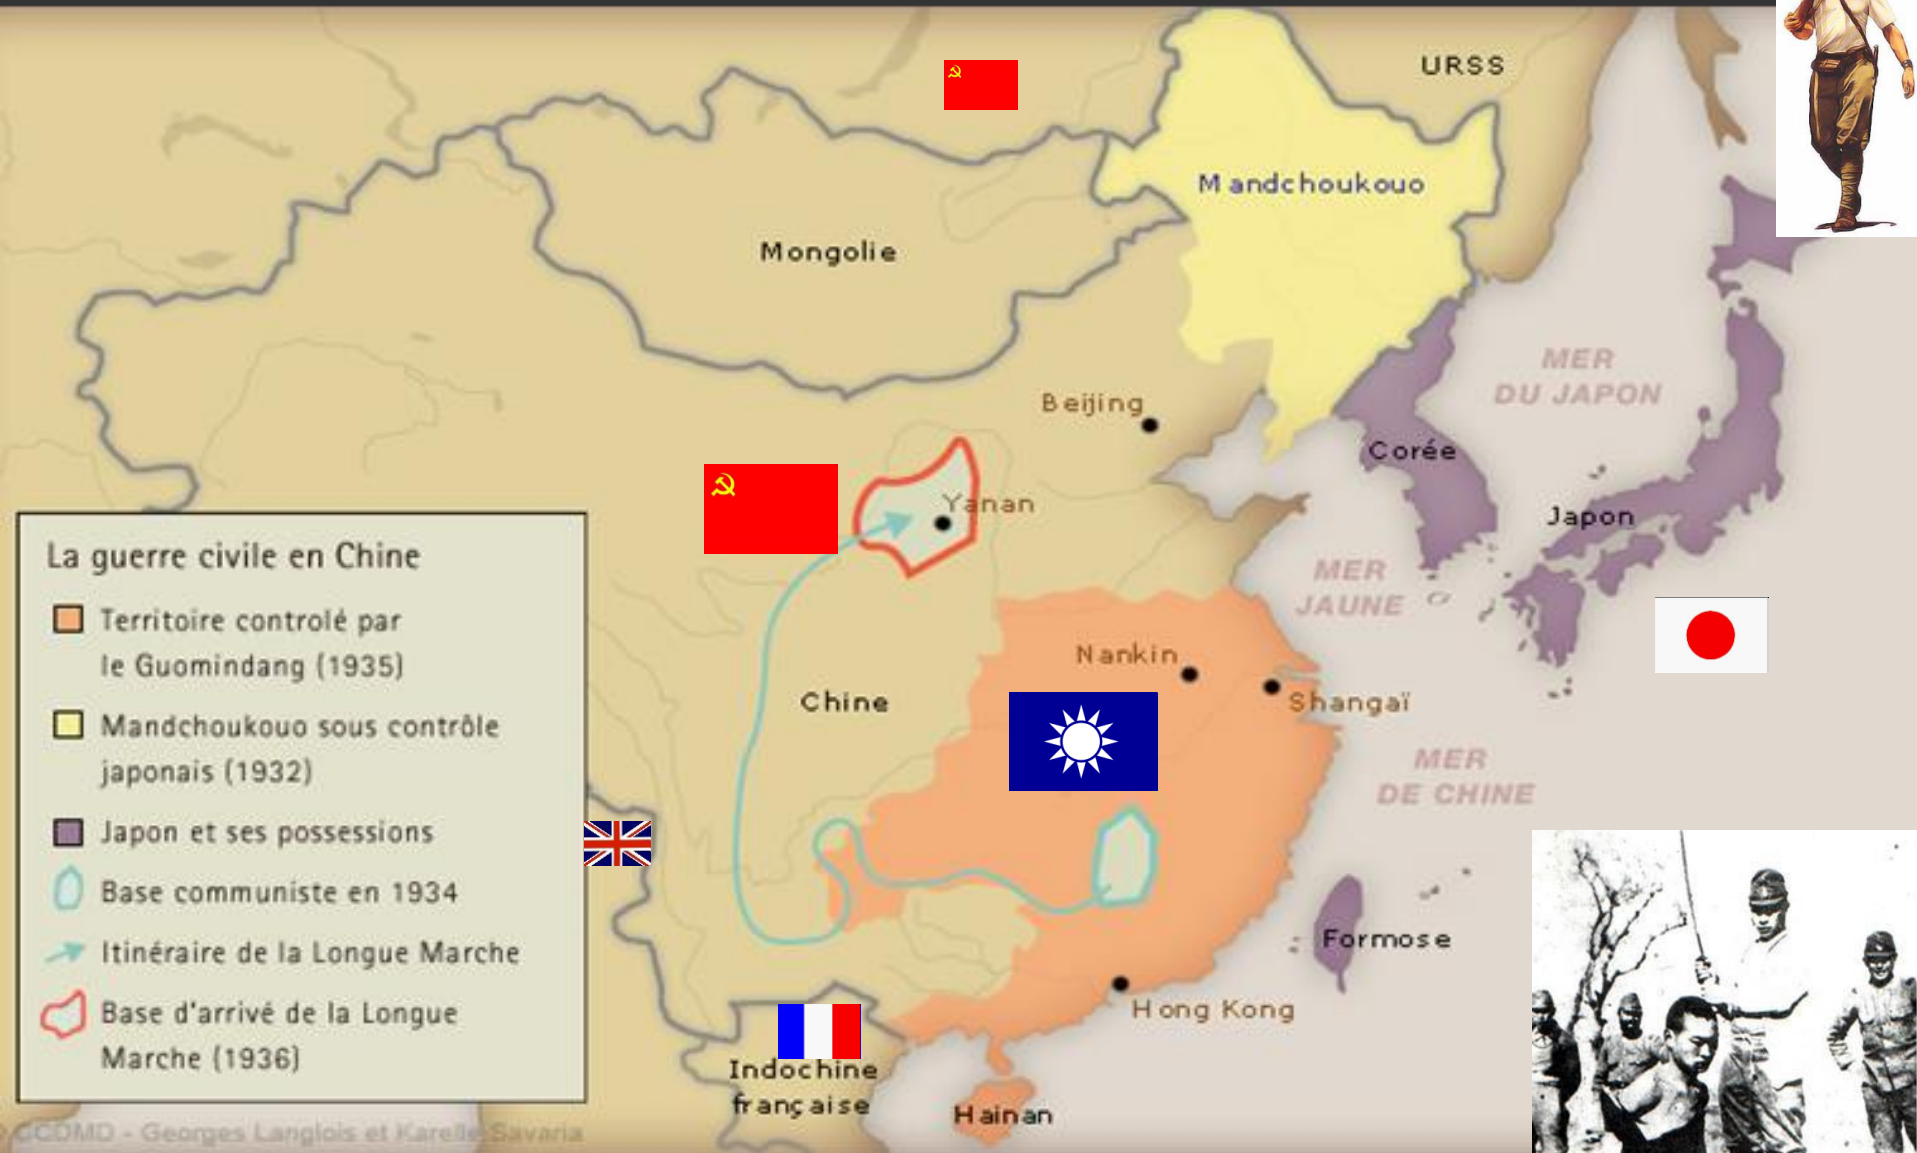 URSS
Mandchoukouo
Mongolie
MER
DU JAPON
Beijing
Corée
Yanan
Japon
La guerre civile en Chine
MER
JAUNE
Territoire controlé par
le Guomindang (1935)
Nankin
Chine
Shangaï
Mandchoukouo sous contrôle
japonais (1932)
MER
DE CHINE
Japon et ses possessions
Base communiste en 1934
Formose
Itinéraire de la Longue Marche
Hong Kong
Base d'arrivé de la Longue
Marche (1936)
Indochine
française
Hainan
CCDMD - Georges Langlois et Karelle Savaria